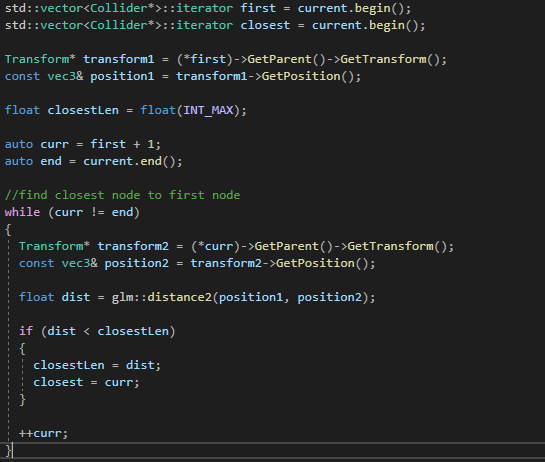 std::vector<Collider*>::iterator first = current.begin();
std::vector<Collider*>::iterator closest = current.begin();
Transform* transform1 = (*first)->GetParent()->GetTransform();
const vec3& position1 = transform1->GetPosition();
float closestLen = float(INT_MAX);
auto curr = first + 1;
auto end = current.end();
//find closest node to first node
while (curr != end)
{
Transform* transform2 = (*curr)->GetParent()->GetTransform();
const vec3& position2 = transform2->GetPosition();
float dist = glm::distance2(position1, position2);
if (dist < closestLen)
{
closestLen = dist;
closest = curr;
}
++curr;
}